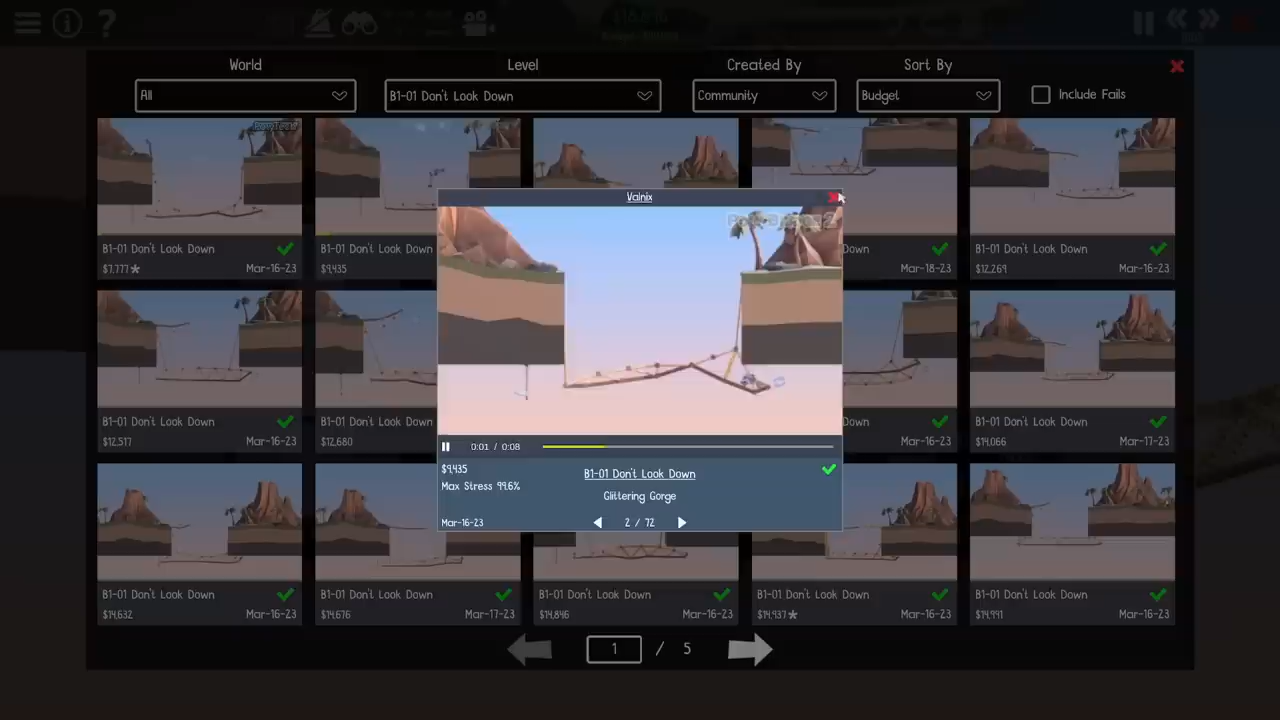 World
Level
Created By
Sort By
All
B1-01 Don't Look Down
Community
Budget
Include Fails
B1-01 Don't Look Down
$7,777*
Mar-16-23
B1-01 Don't Look Down
$9,435
Down
Mar-18-23
B1-01 Don't Look Down
$12,269
Mar-16-23
Valnix
Poly Bridge 2
0:01 / 0:08
$9,435
Max Stress 99.6%
B1-01 Don't Look Down
Glittering Gorge
Mar-16-23
2 / 72
B1-01 Don't Look Down
$12,517
Mar-16-23
B1-01 Don't Look Down
$12,680
Down
Mar-16-23
B1-01 Don't Look Down
$14,066
Mar-17-23
B1-01 Don't Look Down
$14,632
Mar-16-23
B1-01 Don't Look Down
$14,676
Mar-17-23
B1-01 Don't Look Down
$14,846
Mar-16-23
B1-01 Don't Look Down
$14,937*
Mar-16-23
B1-01 Don't Look Down
$14,991
Mar-16-23
1 / 5